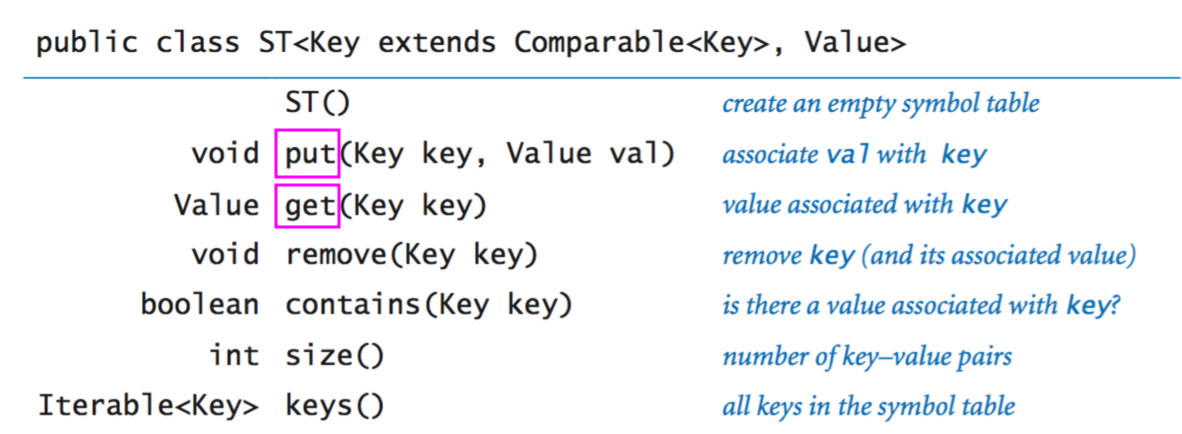 public class ST<Key extends Comparable<Key>, Value>
ST() create an empty symbol table
void put(Key key, Value val) associate val with key
Value get(Key key) value associated with key
void remove(Key key) remove key (and its associated value)
boolean contains(Key key) is there a value associated with key?
int size() number of key–value pairs
Iterable<Key> keys() all keys in the symbol table